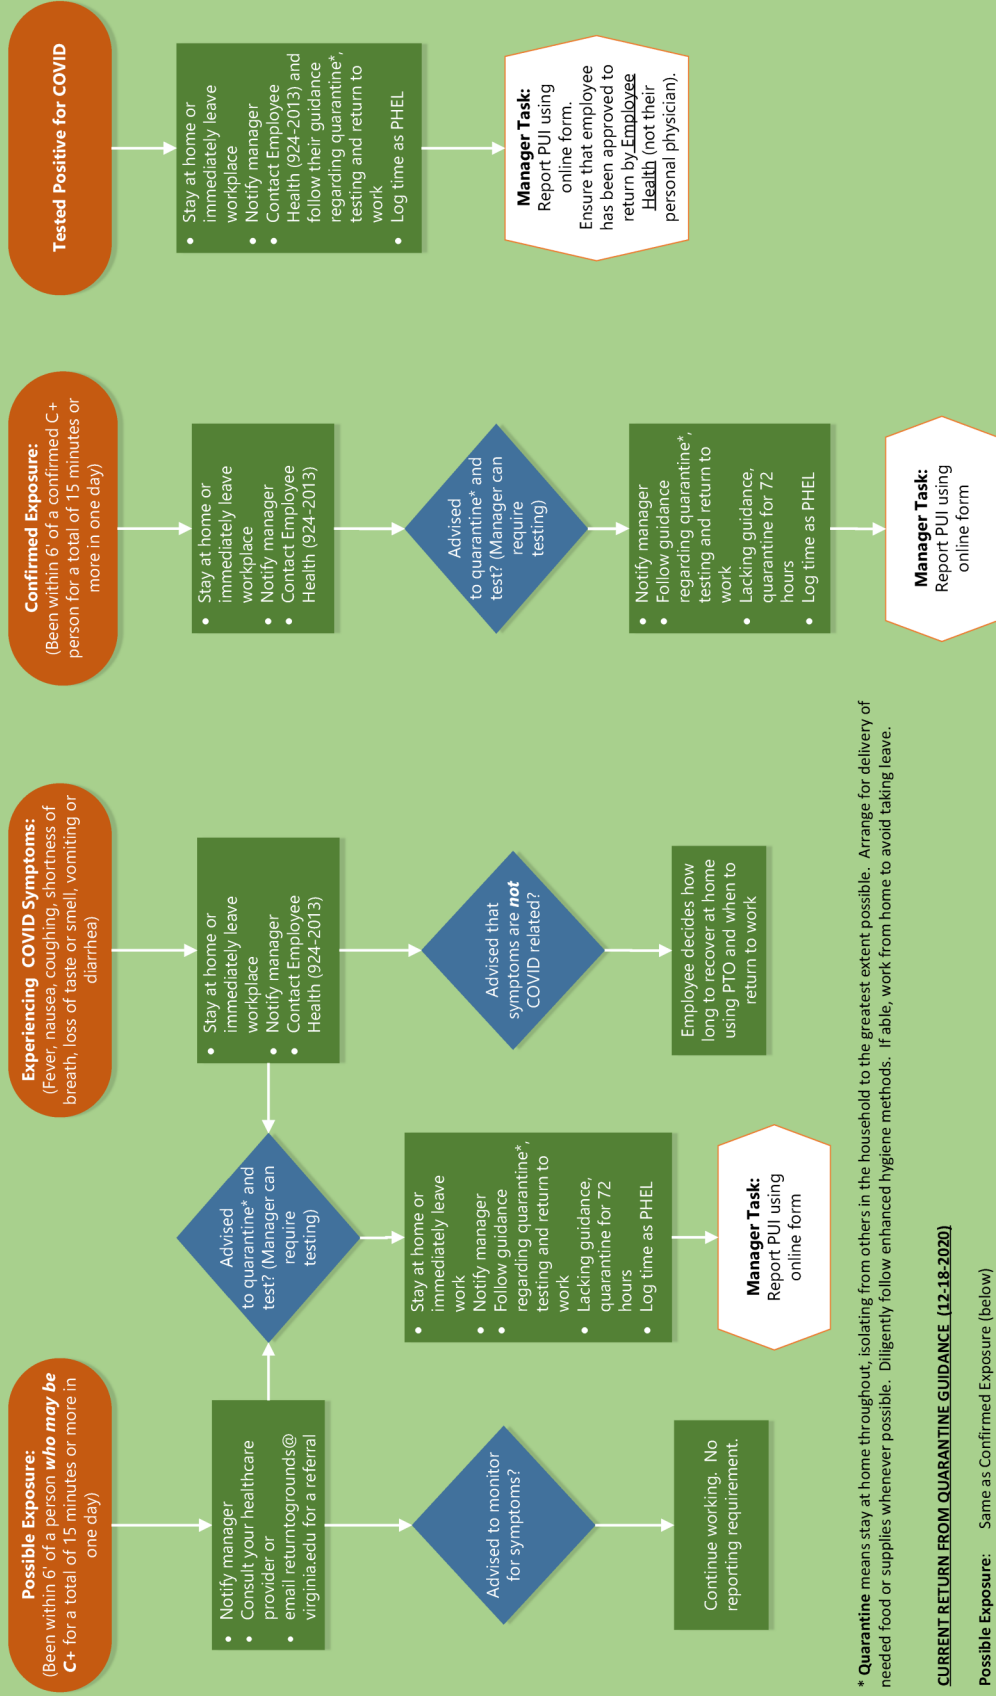 Possible Exposure:
(Been within 6' of a person who may be
C+ for a total of 15 minutes or more in
one day)
• Notify manager
• Consult your healthcare
provider or
• email returntogrounds@
virginia.edu for a referral
Advised to monitor
for symptoms?
Continue working. No
reporting requirement.
Advised
to quarantine* and
test? (Manager can
require
testing)
• Stay at home or
immediately leave
work
• Notify manager
• Follow guidance
regarding quarantine*,
testing and return to
work
• Lacking guidance,
quarantine for 72
hours
• Log time as PHEL
Manager Task:
Report PUI using
online form
Experiencing COVID Symptoms:
(Fever, nausea, coughing, shortness of
breath, loss of taste or smell, vomiting or
diarrhea)
• Stay at home or
immediately leave
workplace
• Notify manager
• Contact Employee
Health (924-2013)
Advised that
symptoms are not
COVID related?
Employee decides how
long to recover at home
using PTO and when to
return to work
Confirmed Exposure:
(Been within 6' of a confirmed C+
person for a total of 15 minutes or
more in one day)
• Stay at home or
immediately leave
workplace
• Notify manager
• Contact Employee
Health (924-2013)
Advised
to quarantine* and
test? (Manager can
require
testing)
• Notify manager
• Follow guidance
regarding quarantine*,
testing and return to
work
• Lacking guidance,
quarantine for 72
hours
• Log time as PHEL
Manager Task:
Report PUI using
online form
Tested Positive for COVID
• Stay at home or
immediately leave
workplace
• Notify manager
• Contact Employee
Health (924-2013) and
follow their guidance
regarding quarantine*,
testing and return to
work
• Log time as PHEL
Manager Task:
Report PUI using
online form.
Ensure that employee
has been approved to
return by Employee
Health (not their
personal physician).
* Quarantine means stay at home throughout, isolating from others in the household to the greatest extent possible. Arrange for delivery of
needed food or supplies whenever possible. Diligently follow enhanced hygiene methods. If able, work from home to avoid taking leave.
CURRENT RETURN FROM QUARANTINE GUIDANCE (12-18-2020)
Possible Exposure: Same as Confirmed Exposure (below)